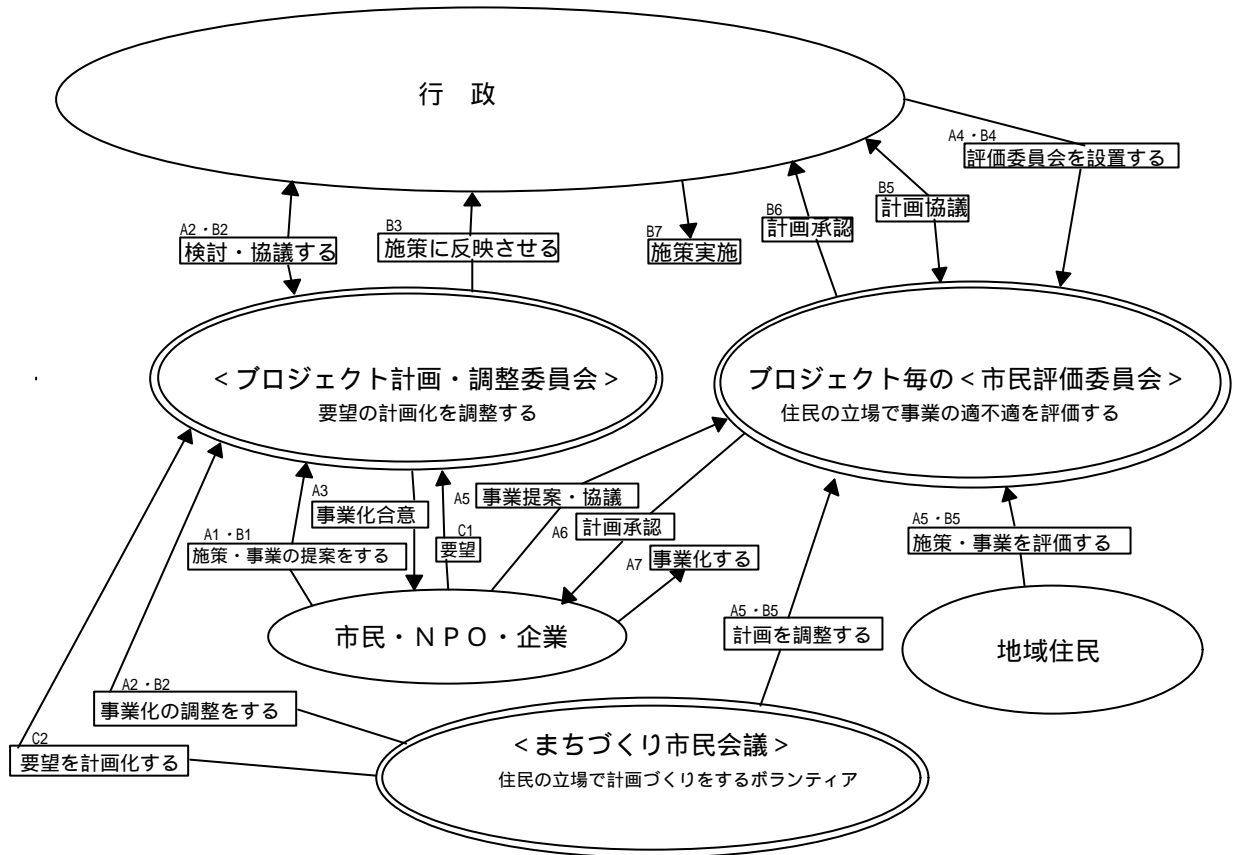 行 政
A4・B4
評価委員会を設置する
B5
計画協議
B6
計画承認
A2・B2
検討・協議する
B3
施策に反映させる
B7
施策実施
<ブロジェクト計画・調整委員会>
要望の計画化を調整する
ブロジェクト毎の<市民評価委員会>
住民の立場で事業の適不適を評価する
A3
事業化合意
A5
事業提案・協議
A1・B1
施策・事業の提案をする
C1
要望
A6
計画承認
A7
事業化する
A5・B5
施策・事業を評価する
市民・NPO・企業
A5・B5
計画を調整する
地域住民
A2・B2
事業化の調整をする
C2
要望を計画化する
<まちづくり市民会議>
住民の立場で計画づくりをするボランティア